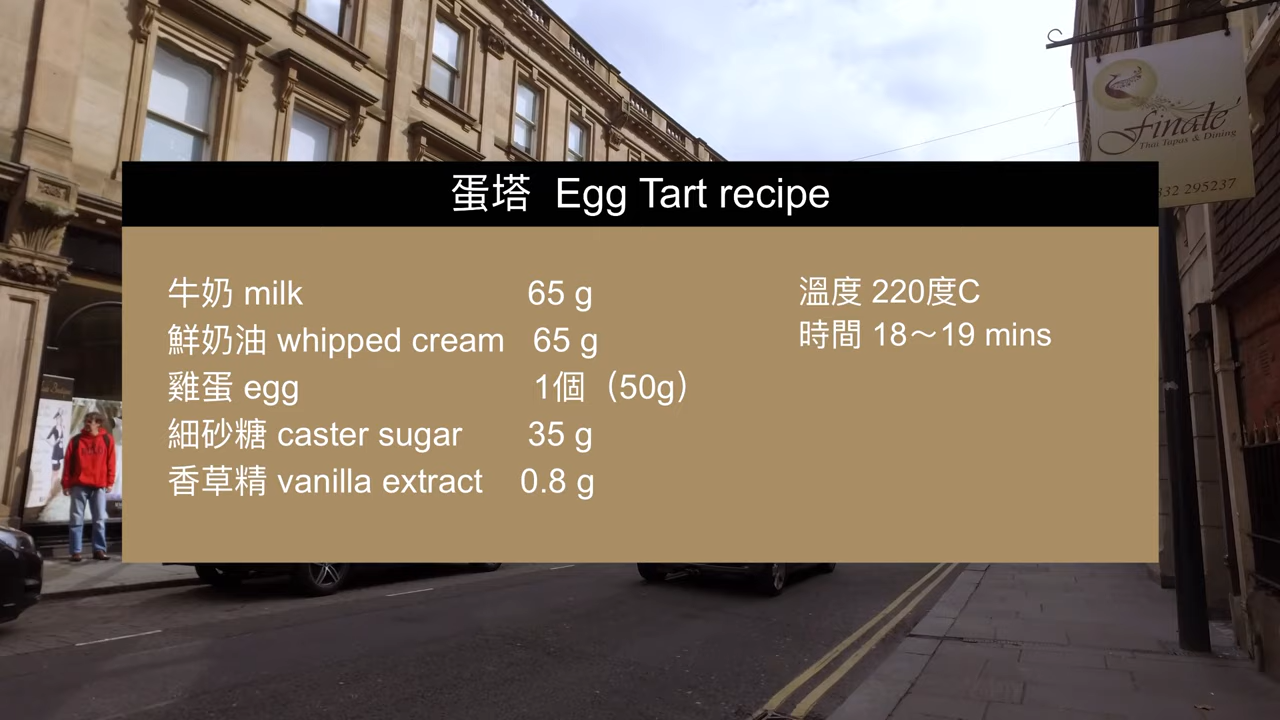 蛋塔 Egg Tart recipe
牛奶 milk 65 g
鮮奶油 whipped cream 65 g
雞蛋 egg 1個（50g）
細砂糖 caster sugar 35 g
香草精 vanilla extract 0.8 g
溫度 220度C
時間 18～19 mins
finale
Thai Tapas & Dining
332 295237